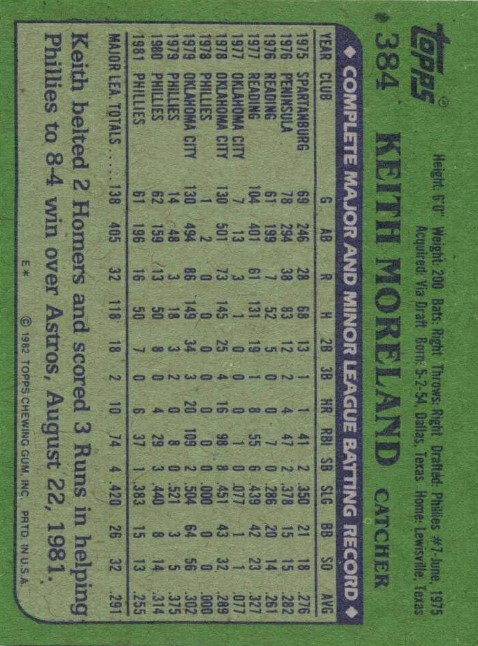 topps®
384 KEITH MORELAND CATCHER
Height: 6'0" Weight: 200 Bats: Right Throws: Right Drafted: Phillies #7-June, 1975
Acquired: Via Draft Born: 5-2-54, Dallas, Texas Home: Lewisville, Texas
◆ COMPLETE MAJOR AND MINOR LEAGUE BATTING RECORD ◆
YEAR CLUB G AB R H 2B 3B HR RBI SB SLG BB SO AVG
1975 SPARTANBURG 69 246 28 68 13 1 1 41 2 .350 21 18 .276
1976 PENINSULA 78 294 38 83 12 2 4 47 2 .378 15 15 .282
1976 READING 61 199 7 52 5 0 0 7 0 .286 20 14 .261
1977 READING 104 401 61 131 19 1 8 55 6 .439 42 23 .327
1977 OKLAHOMA CITY 7 13 3 1 0 0 0 1 0 .077 1 1 .077
1978 OKLAHOMA CITY 130 501 73 145 25 4 16 98 8 .451 43 32 .289
1978 PHILLIES 1 2 0 0 0 0 0 0 0 .000 0 0 .000
1979 OKLAHOMA CITY 130 494 86 149 34 3 20 109 2 .504 64 56 .302
1979 PHILLIES 14 48 3 18 3 2 0 8 0 .521 3 5 .375
1980 PHILLIES 62 159 13 50 8 0 4 29 3 .440 8 14 .314
1981 PHILLIES 61 196 16 50 7 0 6 37 1 .383 15 13 .255
MAJOR LEA. TOTALS ..... 138 405 32 118 18 2 10 74 4 .420 26 32 .291
Keith belted 2 Homers and scored 3 Runs in helping
Phillies to 8-4 win over Astros, August 22, 1981.
E* © 1982 TOPPS CHEWING GUM, INC. PRTD. IN U.S.A.